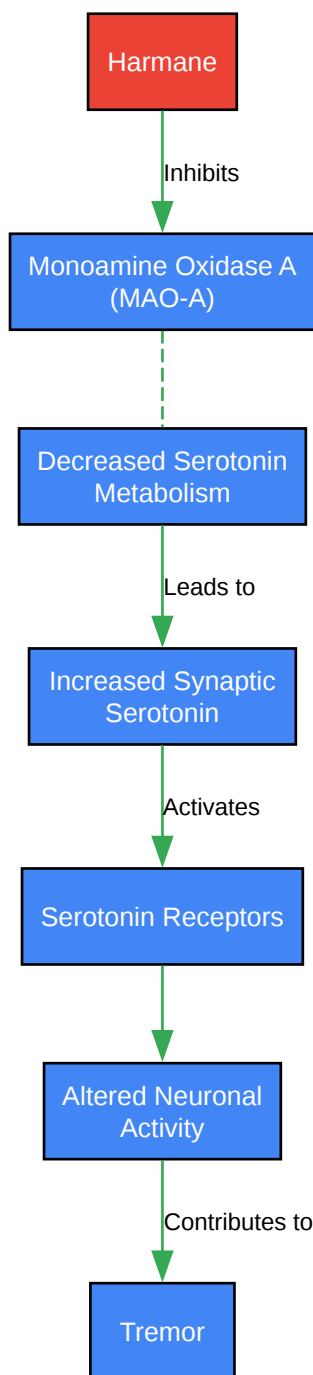 Harmane
Inhibits
Monoamine Oxidase A
(MAO-A)
Decreased Serotonin
Metabolism
Leads to
Increased Synaptic
Serotonin
Activates
Serotonin Receptors
Altered Neuronal
Activity
Contributes to
Tremor